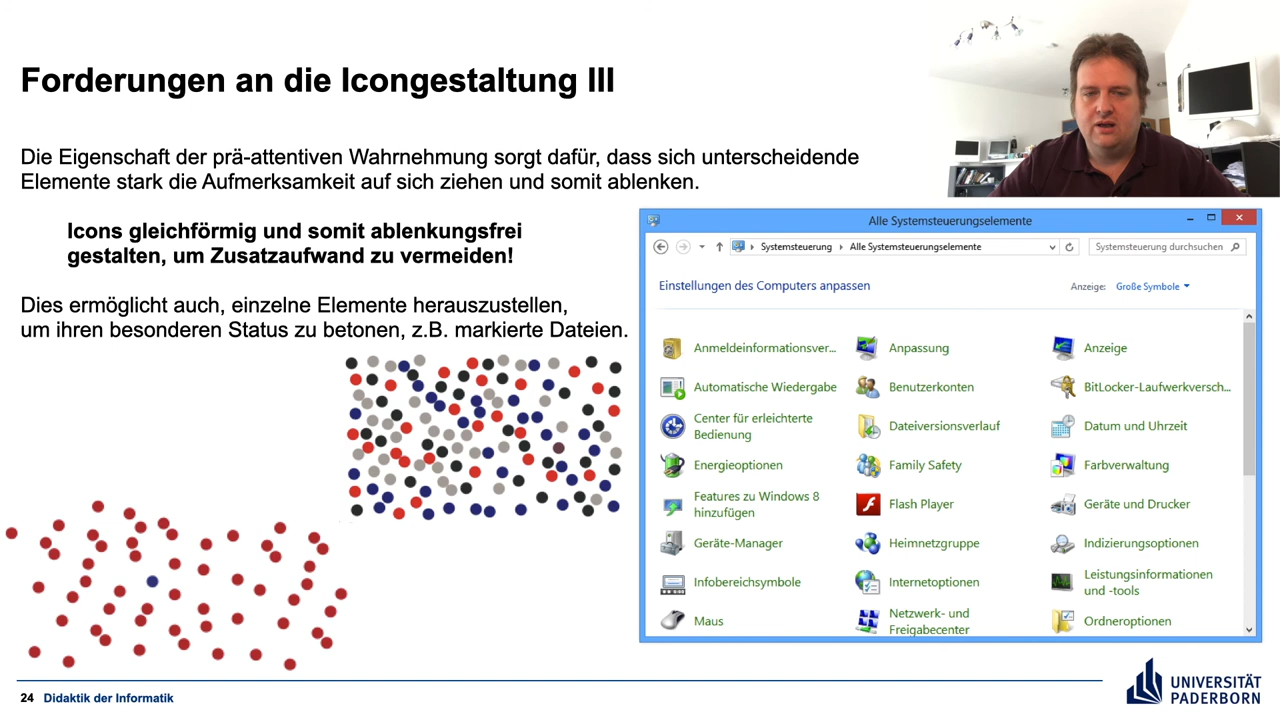 Forderungen an die Icongestaltung III
Die Eigenschaft der prä-attentiven Wahrnehmung sorgt dafür, dass sich unterscheidende
Elemente stark die Aufmerksamkeit auf sich ziehen und somit ablenken.
Icons gleichförmig und somit ablenkungsfrei
gestalten, um Zusatzaufwand zu vermeiden!
Dies ermöglicht auch, einzelne Elemente herauszustellen,
um ihren besonderen Status zu betonen, z.B. markierte Dateien.
Alle Systemsteuerungselemente
Systemsteuerung
Alle Systemsteuerungselemente
Systemsteuerung durchsuchen
Einstellungen des Computers anpassen
Anzeige: Große Symbole
Anmeldeinformationsver...
Anpassung
Anzeige
Automatische Wiedergabe
Benutzerkonten
BitLocker-Laufwerkversch...
Center für erleichterte
Bedienung
Dateiversionsverlauf
Datum und Uhrzeit
Energieoptionen
Family Safety
Farbverwaltung
Features zu Windows 8
hinzufügen
Flash Player
Geräte und Drucker
Geräte-Manager
Heimnetzgruppe
Indizierungsoptionen
Infobereichsymbole
Internetoptionen
Leistungsinformationen
und -tools
Maus
Netzwerk- und
Freigabecenter
Ordneroptionen
24 Didaktik der Informatik
UNIVERSITÄT
PADERBORN